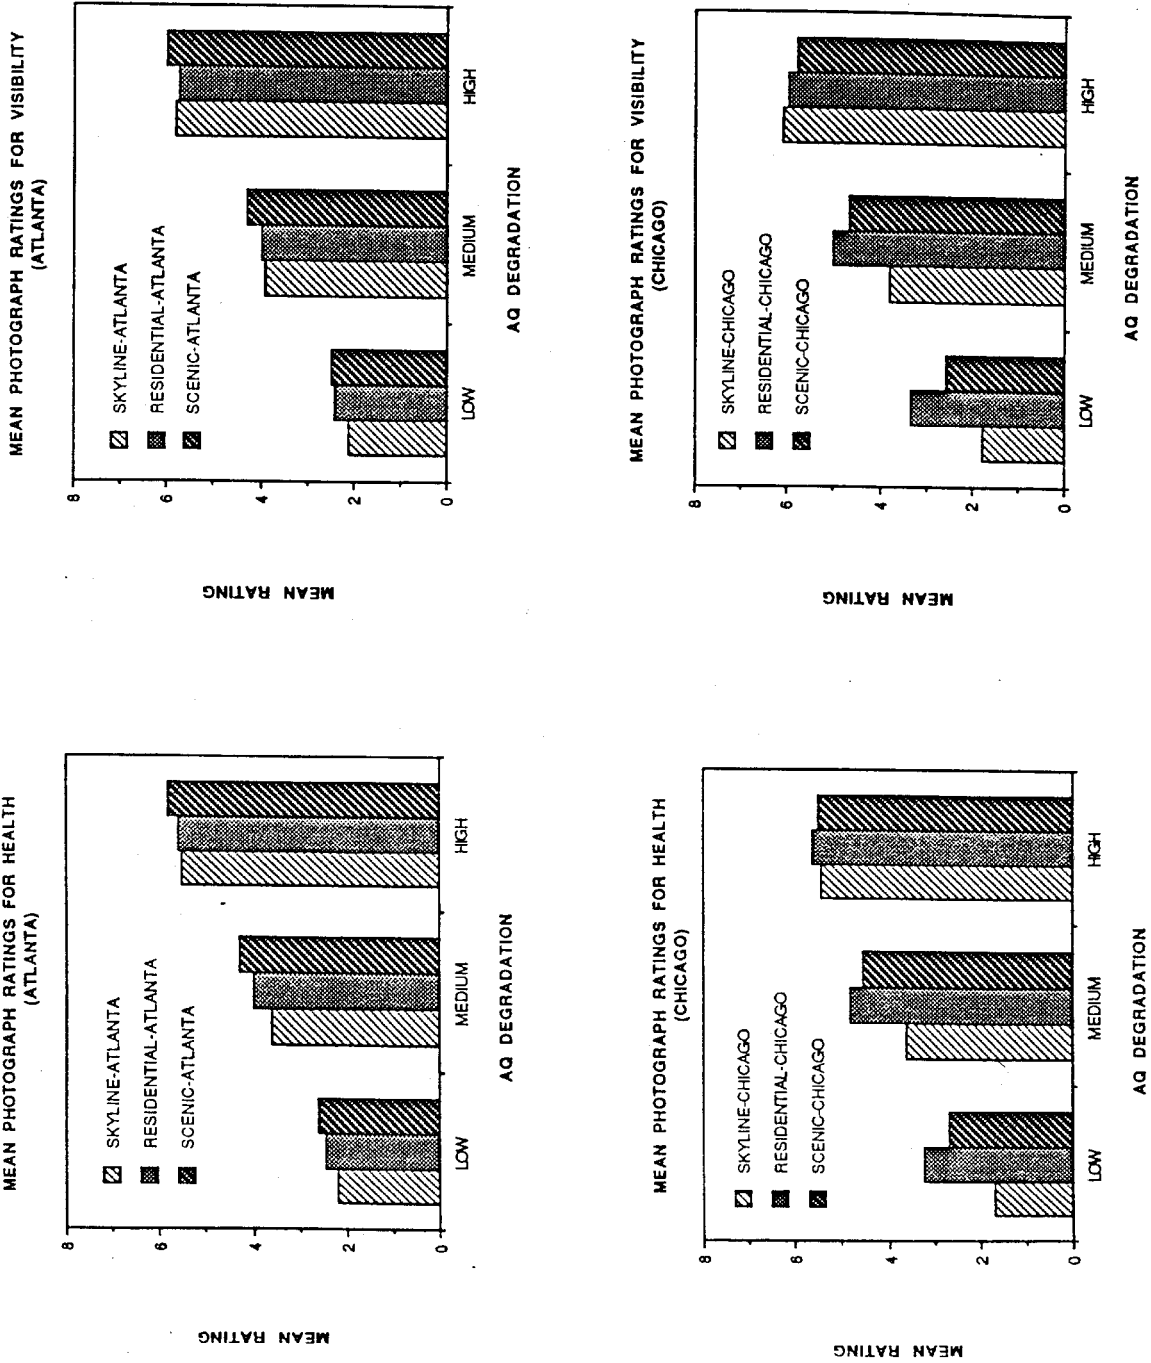 MEAN PHOTOGRAPH RATINGS FOR HEALTH
(ATLANTA)
SKYLINE-ATLANTA
RESIDENTIAL-ATLANTA
SCENIC-ATLANTA
MEAN RATING
8
6
4
2
0
LOW
MEDIUM
HIGH
AQ DEGRADATION
MEAN PHOTOGRAPH RATINGS FOR VISIBILITY
(ATLANTA)
SKYLINE-ATLANTA
RESIDENTIAL-ATLANTA
SCENIC-ATLANTA
MEAN RATING
8
6
4
2
0
LOW
MEDIUM
HIGH
AQ DEGRADATION
MEAN PHOTOGRAPH RATINGS FOR HEALTH
(CHICAGO)
SKYLINE-CHICAGO
RESIDENTIAL-CHICAGO
SCENIC-CHICAGO
MEAN RATING
8
6
4
2
0
LOW
MEDIUM
HIGH
AQ DEGRADATION
MEAN PHOTOGRAPH RATINGS FOR VISIBILITY
(CHICAGO)
SKYLINE-CHICAGO
RESIDENTIAL-CHICAGO
SCENIC-CHICAGO
MEAN RATING
8
6
4
2
0
LOW
MEDIUM
HIGH
AQ DEGRADATION